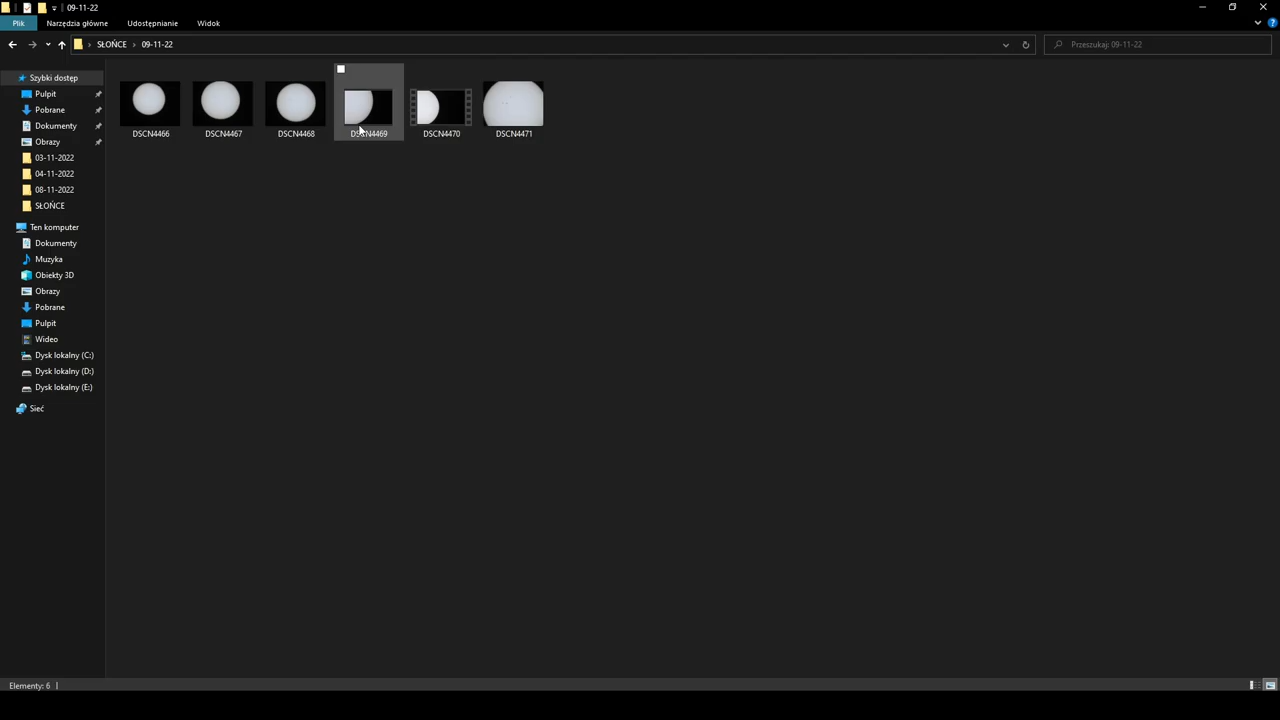 09-11-22
Plik
Narzędzia główne
Udostępnianie
Widok
SŁOŃCE
09-11-22
Przeszukaj: 09-11-22
Szybki dostęp
Pulpit
Pobrane
Dokumenty
Obrazy
03-11-2022
04-11-2022
08-11-2022
SŁOŃCE
Ten komputer
Dokumenty
Muzyka
Obiekty 3D
Obrazy
Pobrane
Pulpit
Wideo
Dysk lokalny (C:)
Dysk lokalny (D:)
Dysk lokalny (E:)
Sieć
DSCN4466
DSCN4467
DSCN4468
DSCN4469
DSCN4470
DSCN4471
Elementy: 6